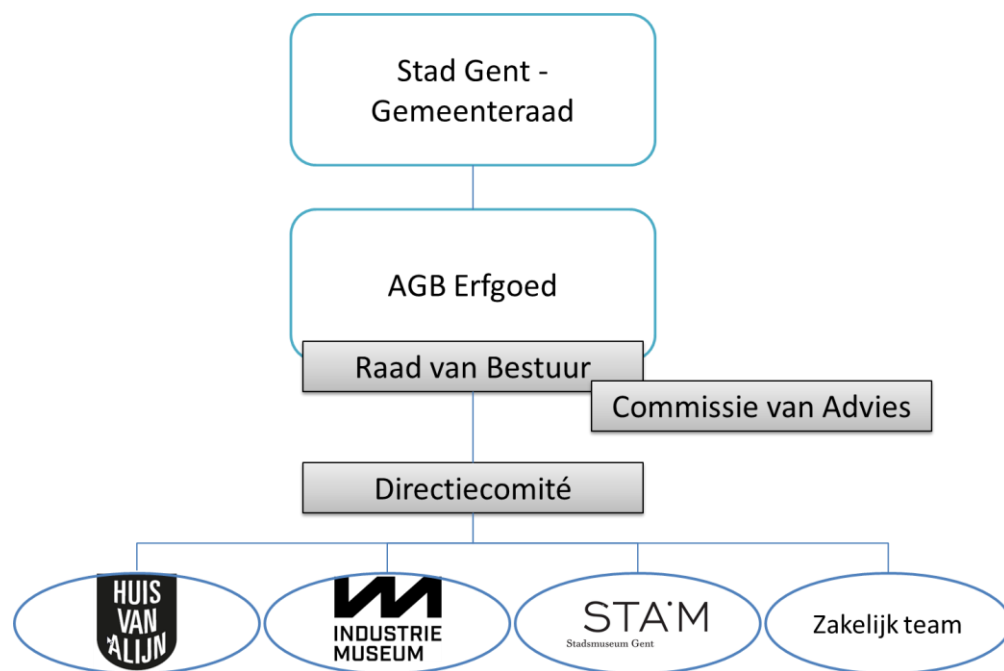 Stad Gent -
Gemeenteraad
AGB Erfgoed
Raad van Bestuur
Commissie van Advies
Directiecomité
HUIS
VAN
ALIJN
INDUSTRIE
MUSEUM
STAM
Stadsmuseum Gent
Zakelijk team